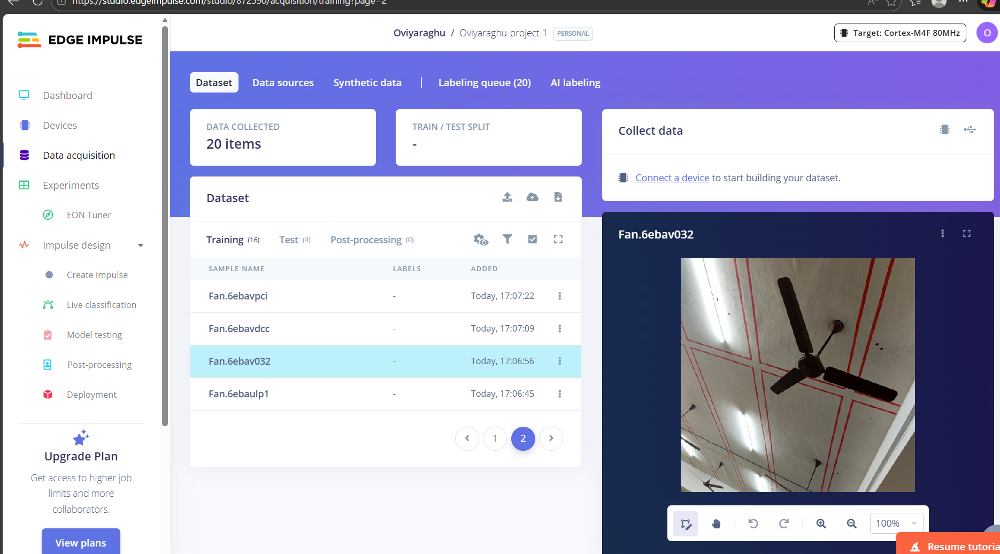 https://studio.edgeimpulse.com/studio/872590/acquisition/training?page=2
EDGE IMPULSE
Oviyaraghu / Oviyaraghu-project-1 PERSONAL
Target: Cortex-M4F 80MHz
O
Dashboard
Devices
Data acquisition
Experiments
EON Tuner
Impulse design
Create impulse
Live classification
Model testing
Post-processing
Deployment
Upgrade Plan
Get access to higher job
limits and more
collaborators.
View plans
Dataset Data sources Synthetic data | Labeling queue (20) AI labeling
DATA COLLECTED
20 items
TRAIN / TEST SPLIT
-
Dataset
Training (16) Test (4) Post-processing (0)
SAMPLE NAME LABELS ADDED
Fan.6ebavpci - Today, 17:07:22
Fan.6ebavdcc - Today, 17:07:09
Fan.6ebav032 - Today, 17:06:56
Fan.6ebaulp1 - Today, 17:06:45
1 2
Collect data
Connect a device to start building your dataset.
Fan.6ebav032
100%
Resume tutoria